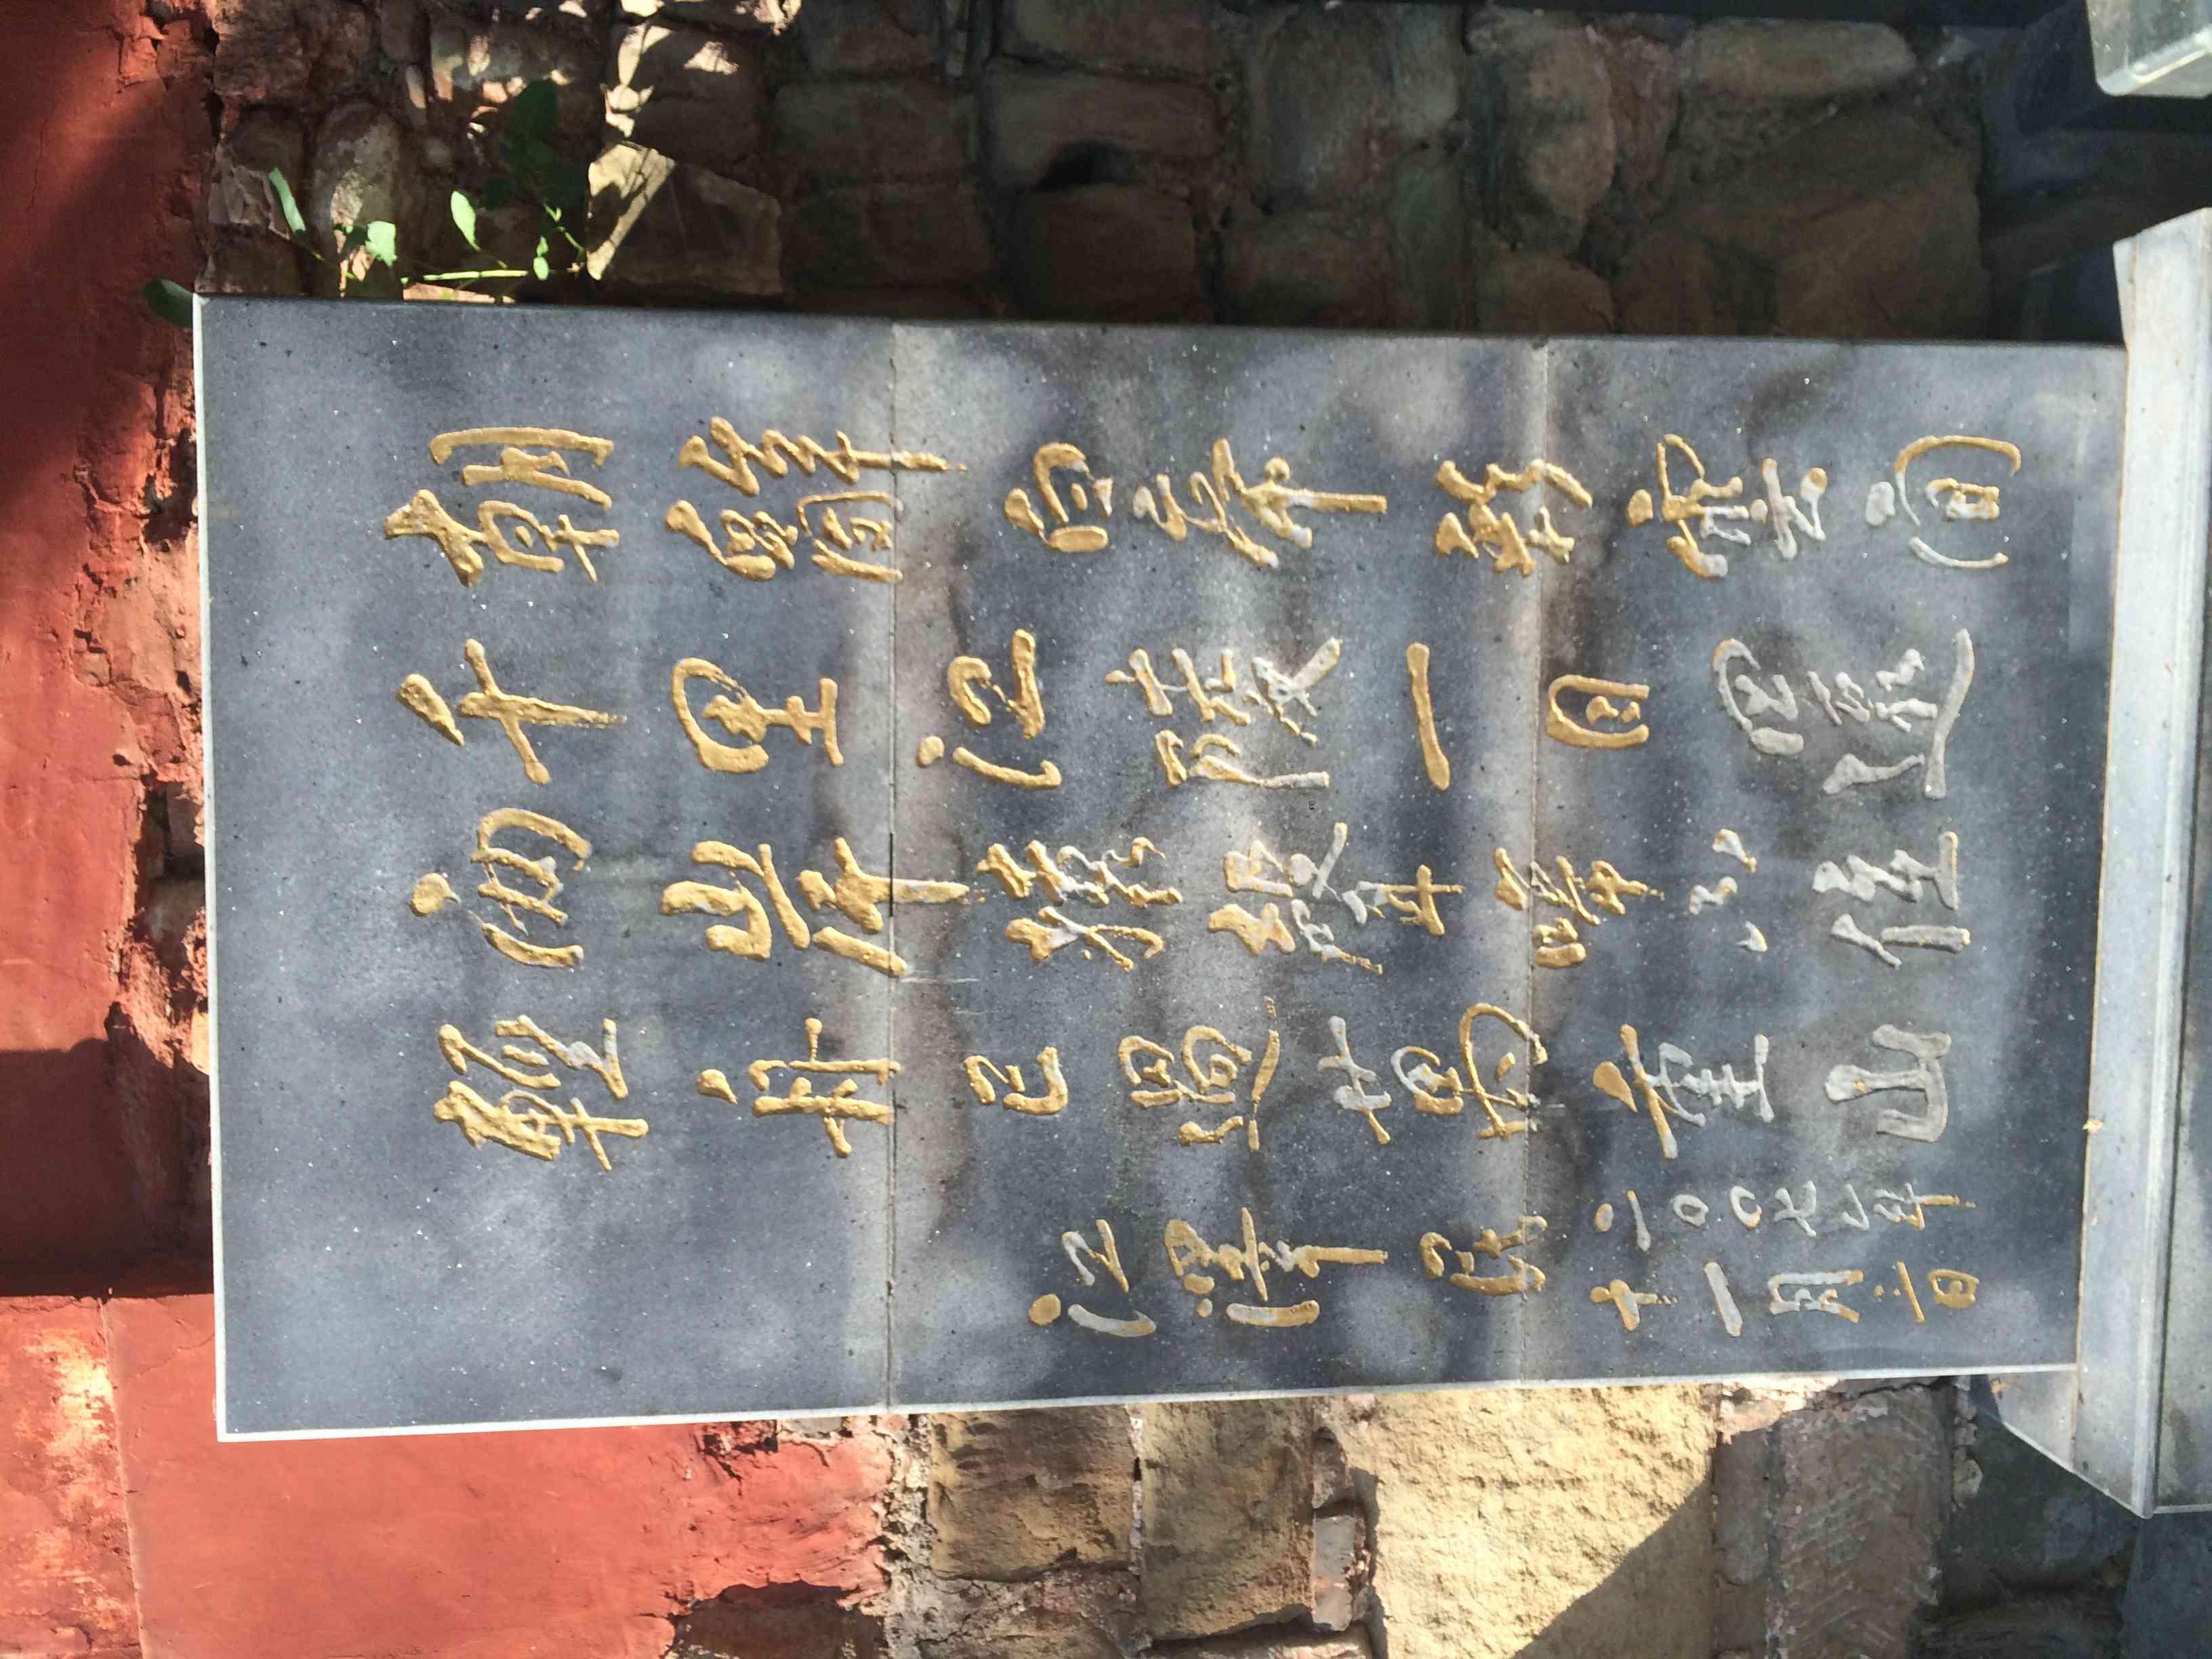 朝辭白帝彩雲間
千里江陵一日回還
兩岸猿聲啼不住
輕舟已過萬重山
江澤民
二〇〇七年
十一月二日